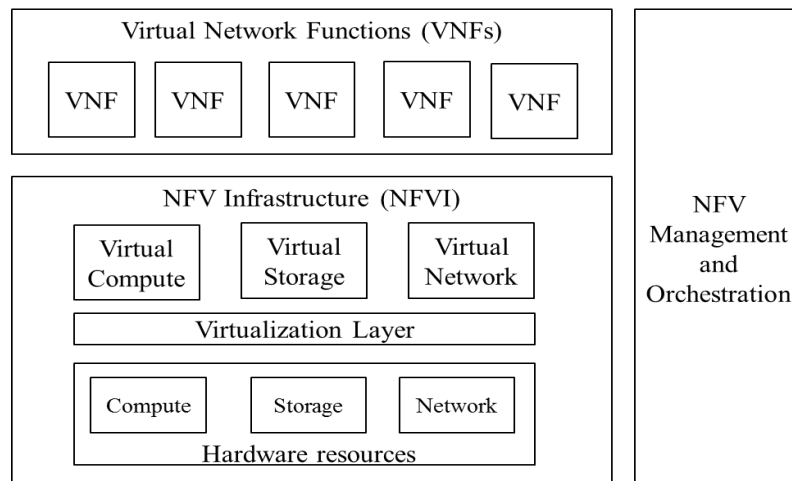 Virtual Network Functions (VNFs)
VNF
VNF
VNF
VNF
VNF
NFV Infrastructure (NFVI)
Virtual
Compute
Virtual
Storage
Virtual
Network
Virtualization Layer
Compute
Storage
Network
Hardware resources
NFV
Management
and
Orchestration